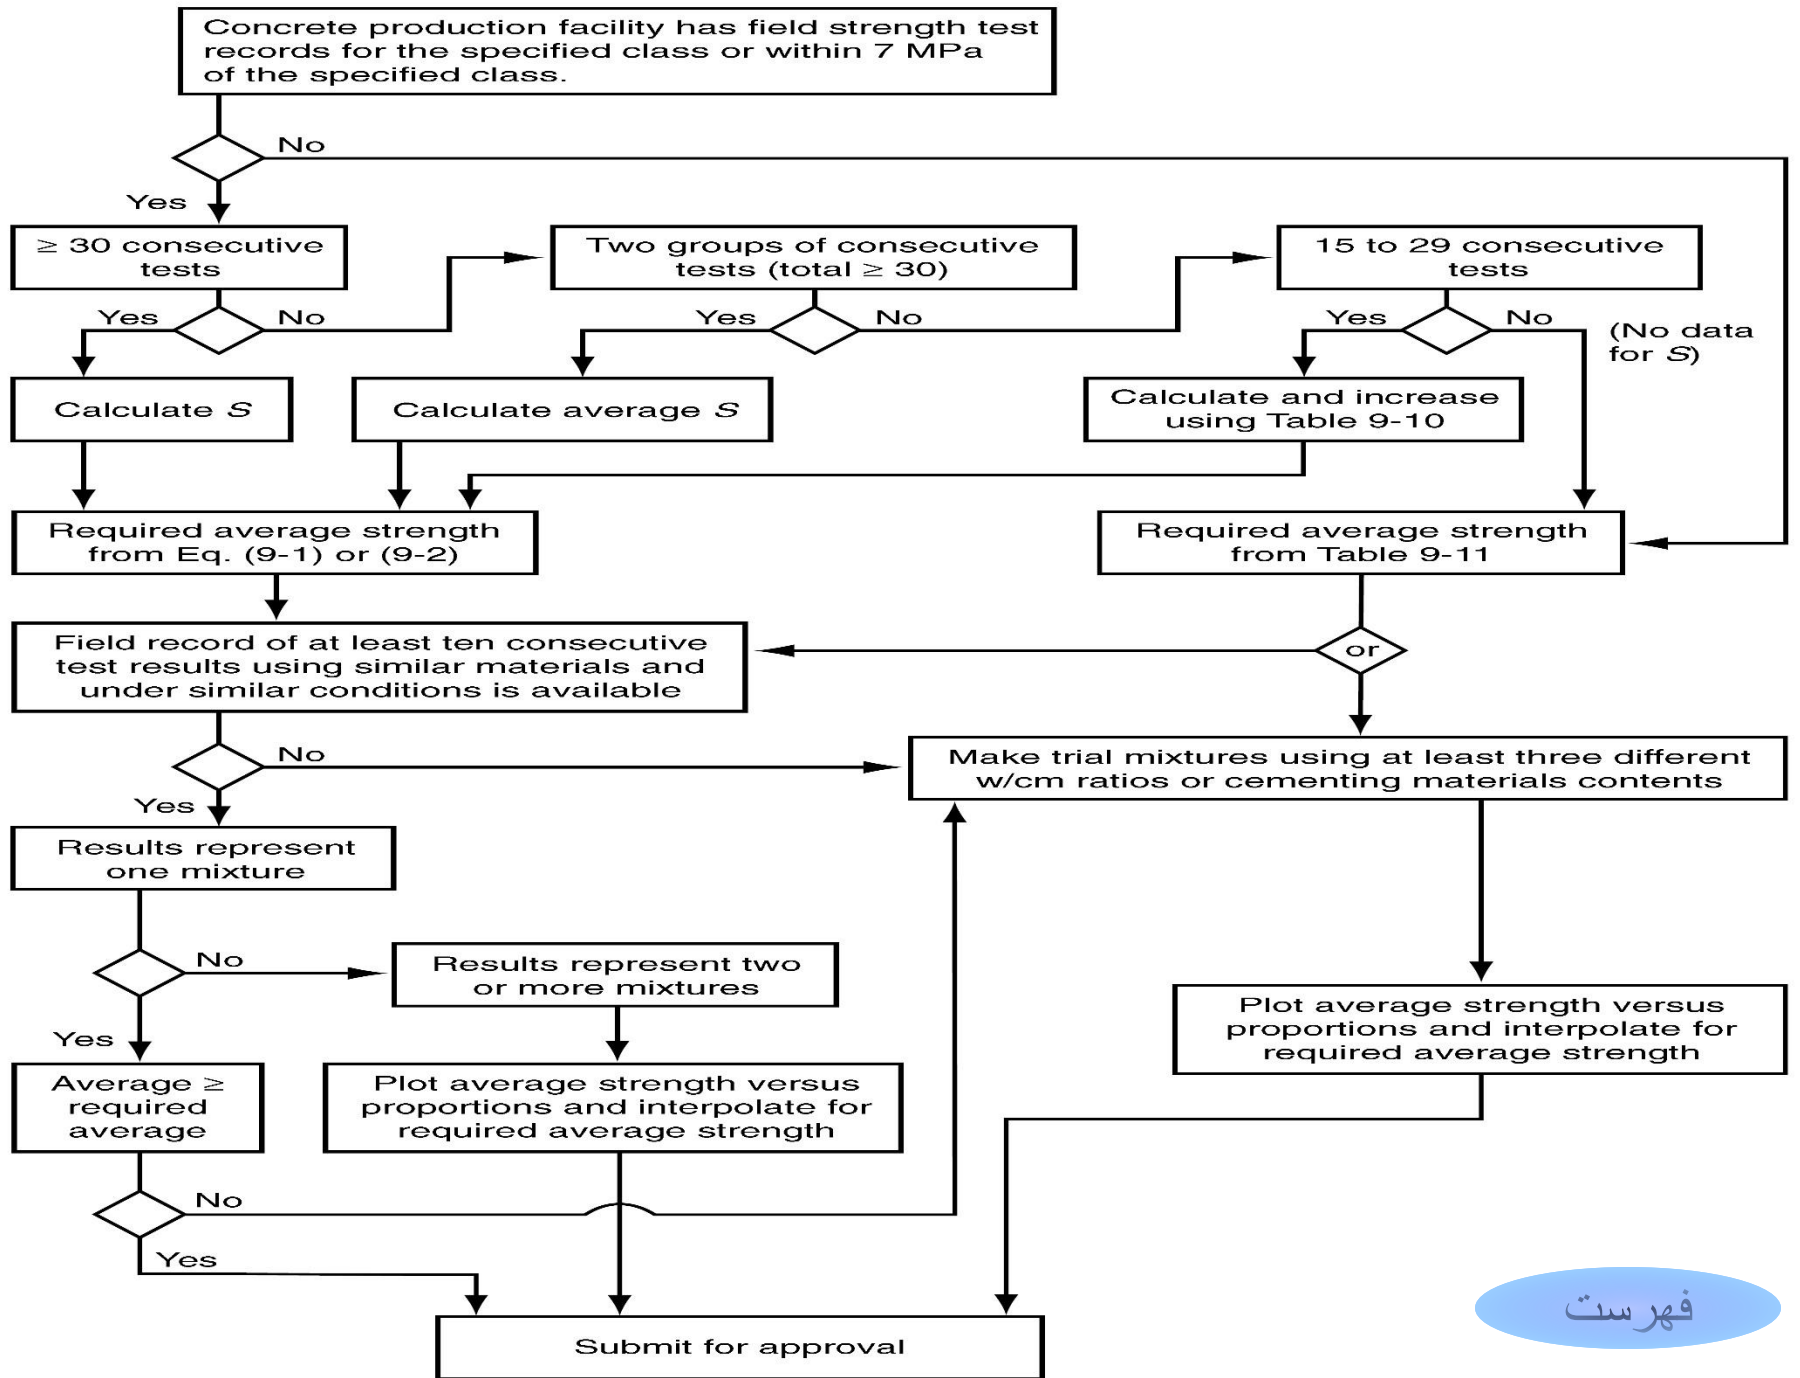 Concrete production facility has field strength test
records for the specified class or within 7 MPa
of the specified class.
No
Yes
≥ 30 consecutive
tests
Two groups of consecutive
tests (total ≥ 30)
15 to 29 consecutive
tests
Yes
No
Yes
No
Yes
No
(No data
for S)
Calculate S
Calculate average S
Calculate and increase
using Table 9-10
Required average strength
from Eq. (9-1) or (9-2)
Required average strength
from Table 9-11
Field record of at least ten consecutive
test results using similar materials and
under similar conditions is available
or
No
Yes
Make trial mixtures using at least three different
w/cm ratios or cementing materials contents
Results represent
one mixture
No
Yes
Results represent two
or more mixtures
Plot average strength versus
proportions and interpolate for
required average strength
Average ≥
required
average
Plot average strength versus
proportions and interpolate for
required average strength
No
Yes
Submit for approval
فهرست